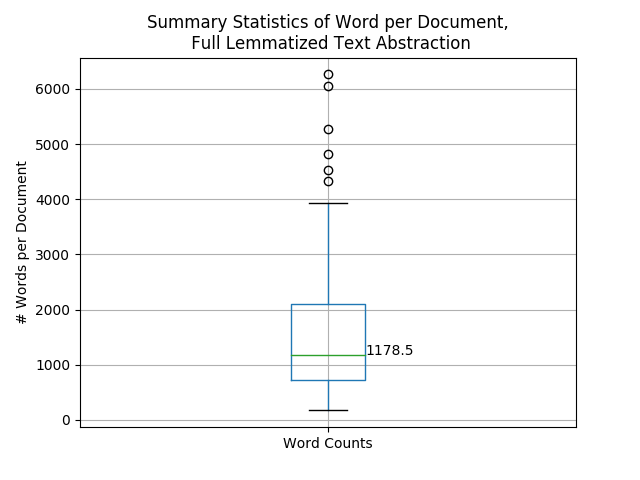 Summary Statistics of Word per Document,
Full Lemmatized Text Abstraction
# Words per Document
6000
5000
4000
3000
2000
1000
0
1178.5
Word Counts